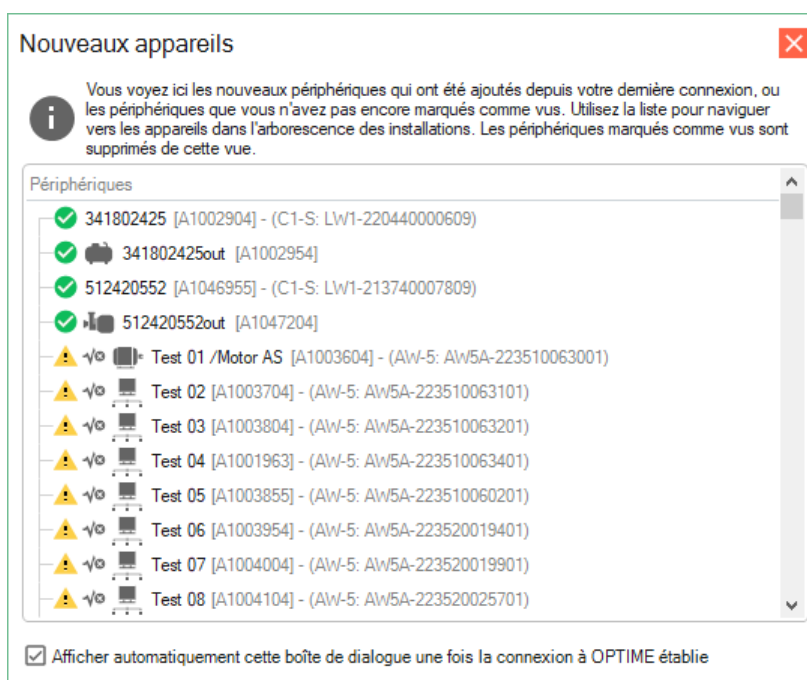 Nouveaux appareils
Vous voyez ici les nouveaux périphériques qui ont été ajoutés depuis votre dernière connexion, ou
les périphériques que vous n'avez pas encore marqués comme vus. Utilisez la liste pour naviguer
vers les appareils dans l'arborescence des installations. Les périphériques marqués comme vus sont
supprimés de cette vue.
Périphériques
341802425 [A1002904] - (C1-S: LW1-220440000609)
341802425out [A1002954]
512420552 [A1046955] - (C1-S: LW1-213740007809)
512420552out [A1047204]
Test 01 /Motor AS [A1003604] - (AW-5: AW5A-223510063001)
Test 02 [A1003704] - (AW-5: AW5A-223510063101)
Test 03 [A1003804] - (AW-5: AW5A-223510063201)
Test 04 [A1001963] - (AW-5: AW5A-223510063401)
Test 05 [A1003855] - (AW-5: AW5A-223510060201)
Test 06 [A1003954] - (AW-5: AW5A-223520019401)
Test 07 [A1004004] - (AW-5: AW5A-223520019901)
Test 08 [A1004104] - (AW-5: AW5A-223520025701)
Afficher automatiquement cette boîte de dialogue une fois la connexion à OPTIME établie